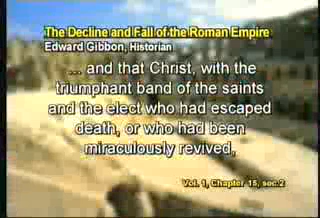 The Decline and Fall of the Roman Empire
Edward Gibbon, Historian
... and that Christ, with the
triumphant band of the saints
and the elect who had escaped
death, or who had been
miraculously revived,
Vol. 1, Chapter 15, sec.2